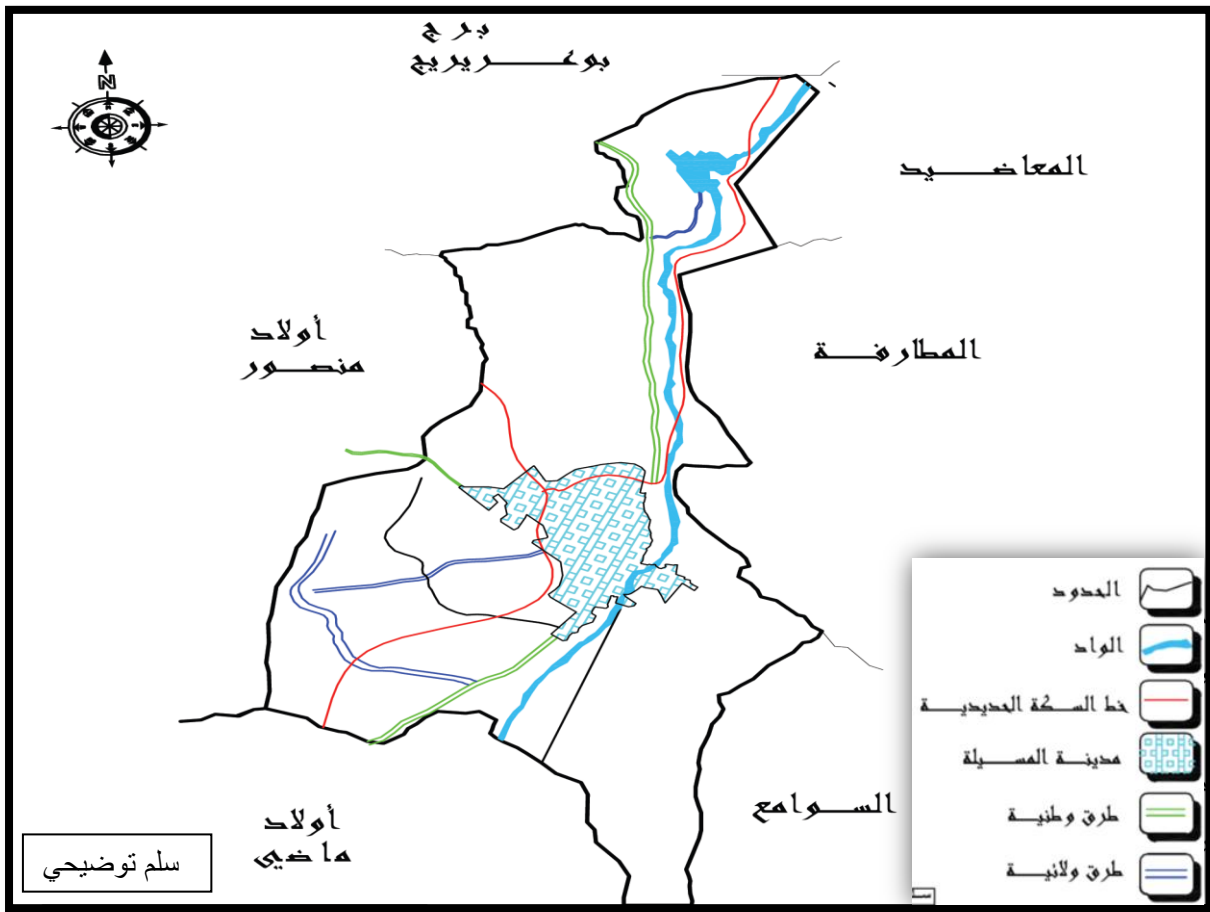 برج
بوعريريج
N
المعاضيد
أولاد
منصور
المطارفة
الحدود
الواد
خط السكة الحديدية
مدينة المسيلة
طرق وطنية
طرق ولائية
السوامع
أولاد
ماضي
سلم توضيحي